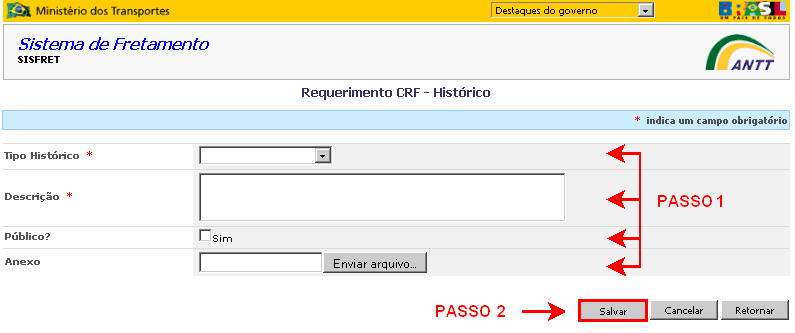 Ministério dos Transportes
Destaques do governo
BRASIL
UM PAÍS DE TODOS
Sistema de Fretamento
SISFRET
ANTT
Requerimento CRF - Histórico
* indica um campo obrigatório
Tipo Histórico *
Descrição *
PASSO 1
Público?
Sim
Anexo
Enviar arquivo...
PASSO 2
Salvar
Cancelar
Retornar